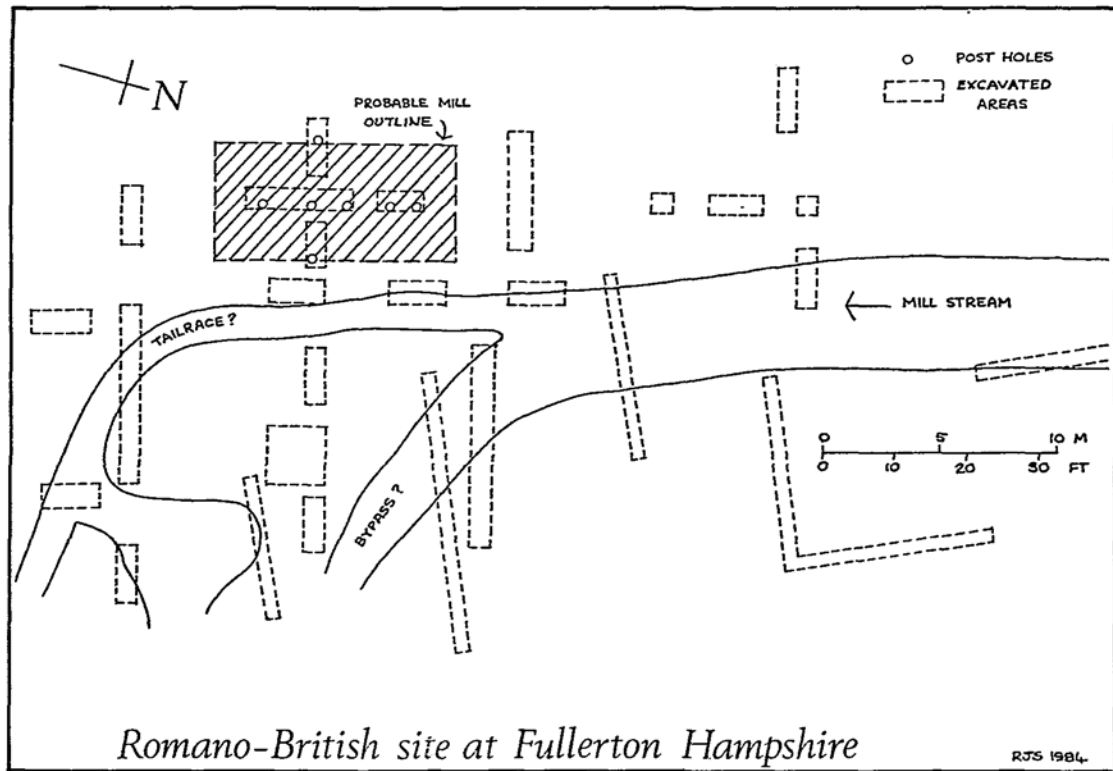 N
PROBABLE MILL
OUTLINE
POST HOLES
EXCAVATED
AREAS
MILL STREAM
TAILRACE?
BYPASS?
0 5 10 M
0 10 20 30 FT
Romano-British site at Fullerton Hampshire
RJS 1984